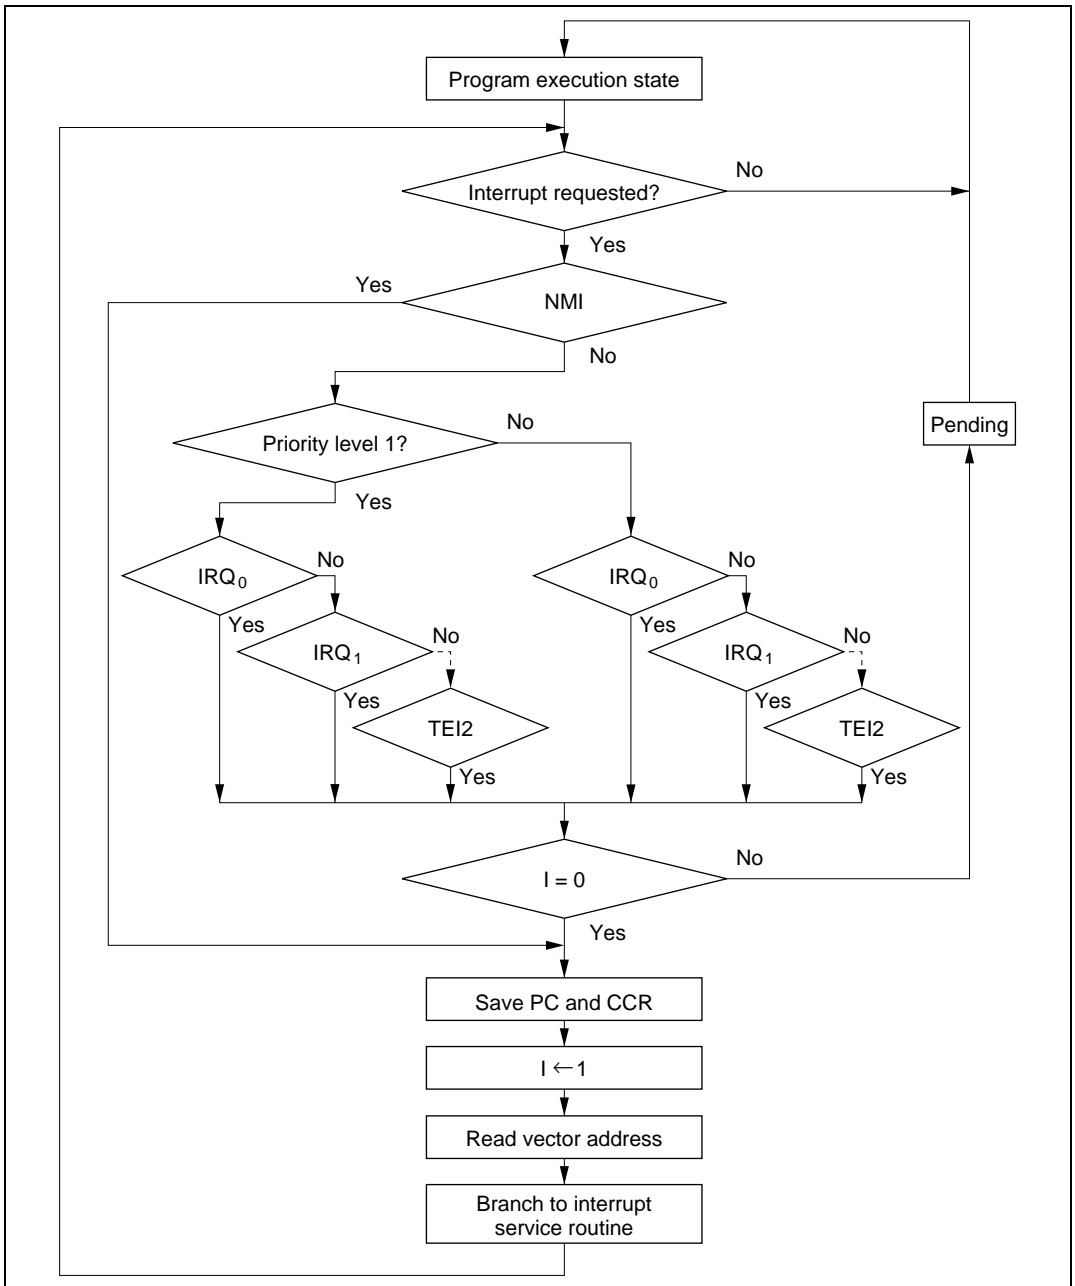 Program execution state
Interrupt requested?
No
Yes
Yes
NMI
No
Pending
Priority level 1?
No
Yes
IRQ0
No
Yes
IRQ1
No
Yes
TEI2
Yes
IRQ0
No
Yes
IRQ1
No
Yes
TEI2
Yes
I = 0
No
Yes
Save PC and CCR
I ← 1
Read vector address
Branch to interrupt
service routine